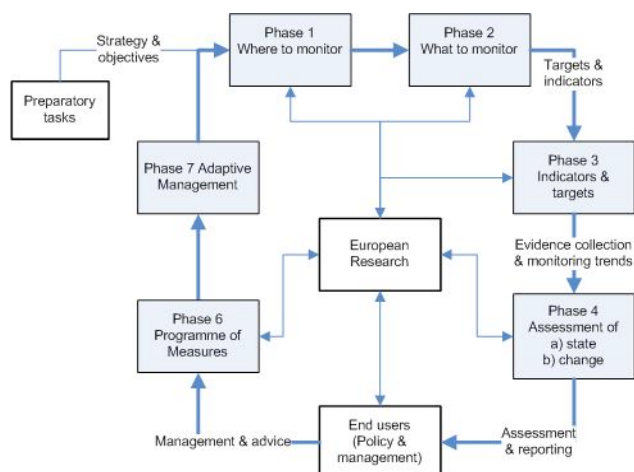 Strategy &
objectives
Phase 1
Where to monitor
Phase 2
What to monitor
Targets &
indicators
Preparatory
tasks
Phase 7 Adaptive
Management
Phase 3
Indicators &
targets
European
Research
Evidence collection
& monitoring trends
Phase 6
Programme of
Measures
Phase 4
Assessment of
a) state
b) change
Management & advice
End users
(Policy &
management)
Assessment
& reporting